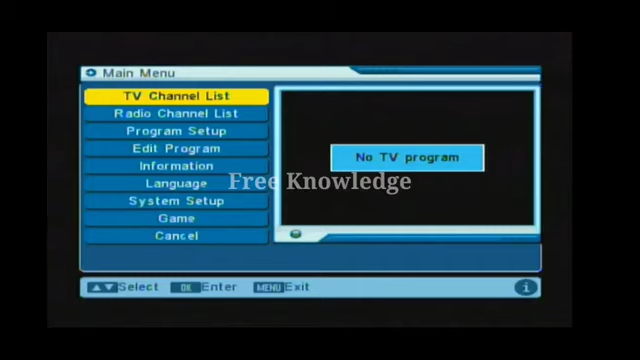 Main Menu
TV Channel List
Radio Channel List
Program Setup
Edit Program
Information
Language
System Setup
Game
Cancel
No TV program
Free Knowledge
▲▼Select OK Enter MENU Exit i